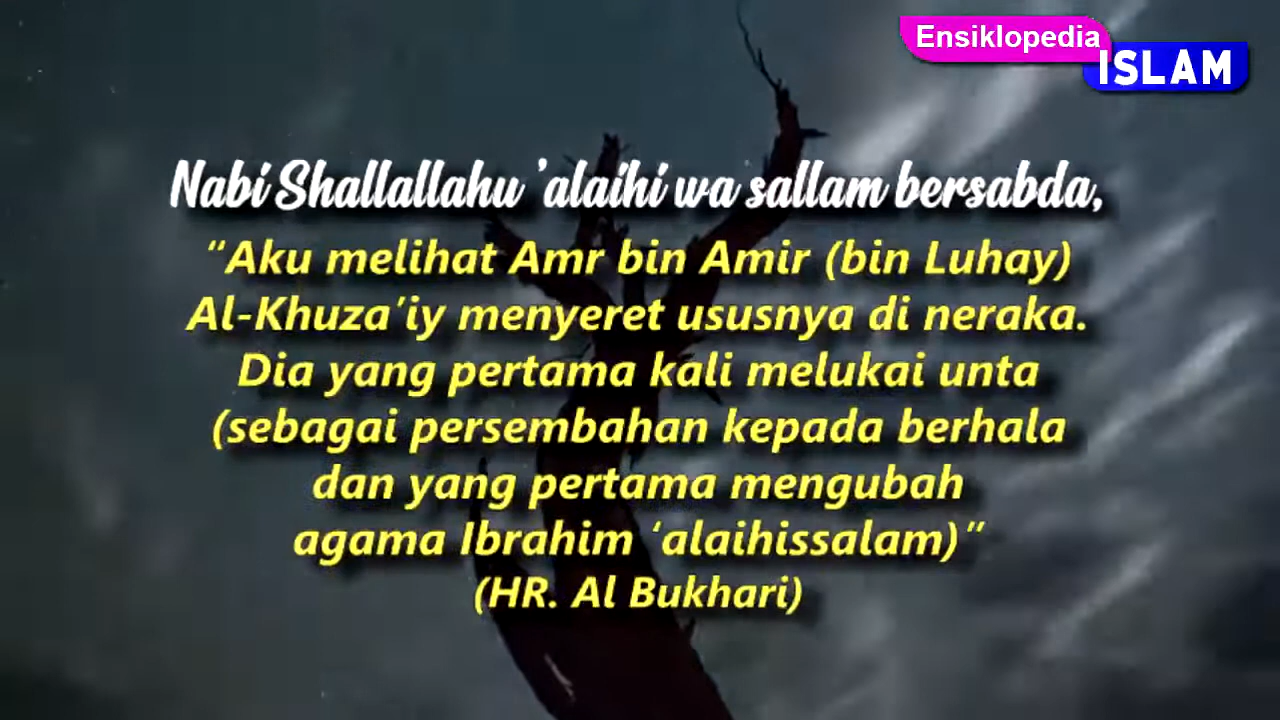 Ensiklopedia
ISLAM
Nabi Shallallahu 'alaihi wa sallam bersabda,
“Aku melihat Amr bin Amir (bin Luhay)
Al-Khuza'iy menyeret ususnya di neraka.
Dia yang pertama kali melukai unta
(sebagai persembahan kepada berhala
dan yang pertama mengubah
agama Ibrahim ‘alaihissalam)”
(HR. Al Bukhari)